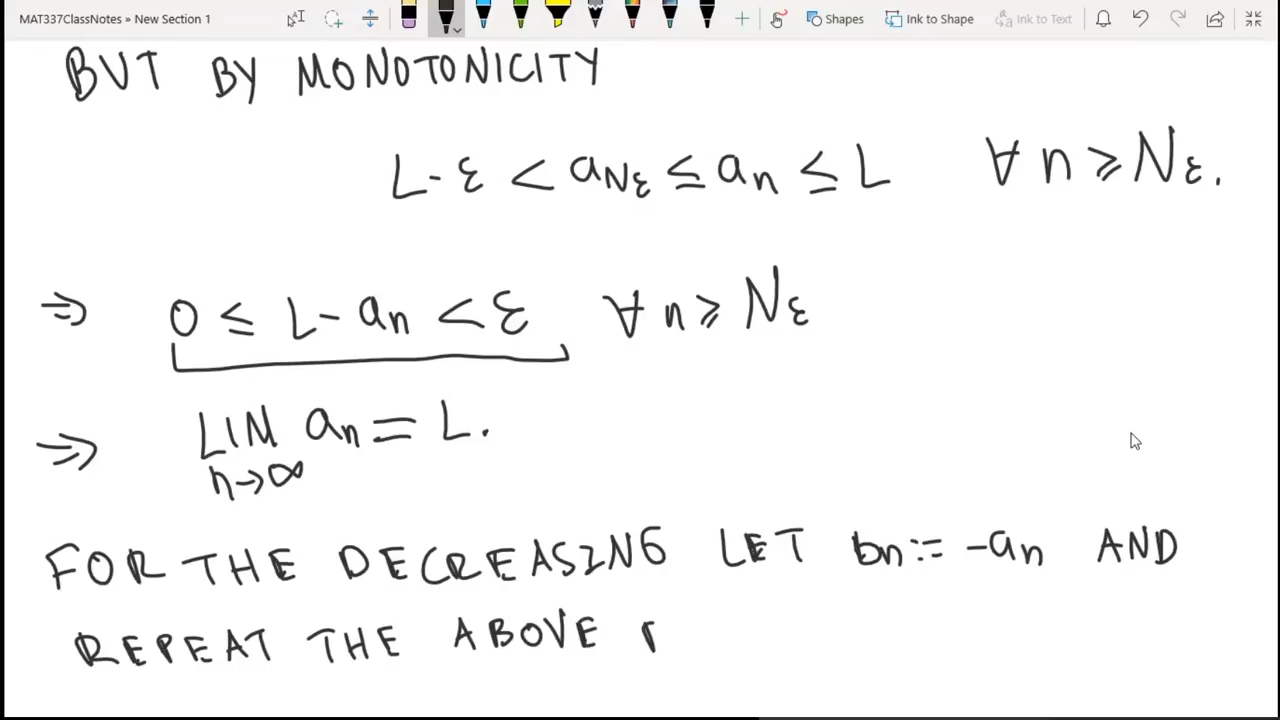 MAT337ClassNotes » New Section 1
Shapes Ink to Shape Ink to Text
BUT BY MONOTONICITY
L-ε < a_{N_ε} ≤ a_n ≤ L ∀ n ≥ N_ε.
⇒ 0 ≤ L - a_n < ε ∀ n ≥ N_ε
⇒ LIM a_n = L.
n→∞
FOR THE DECREASING LET b_n := -a_n AND
REPEAT THE ABOVE